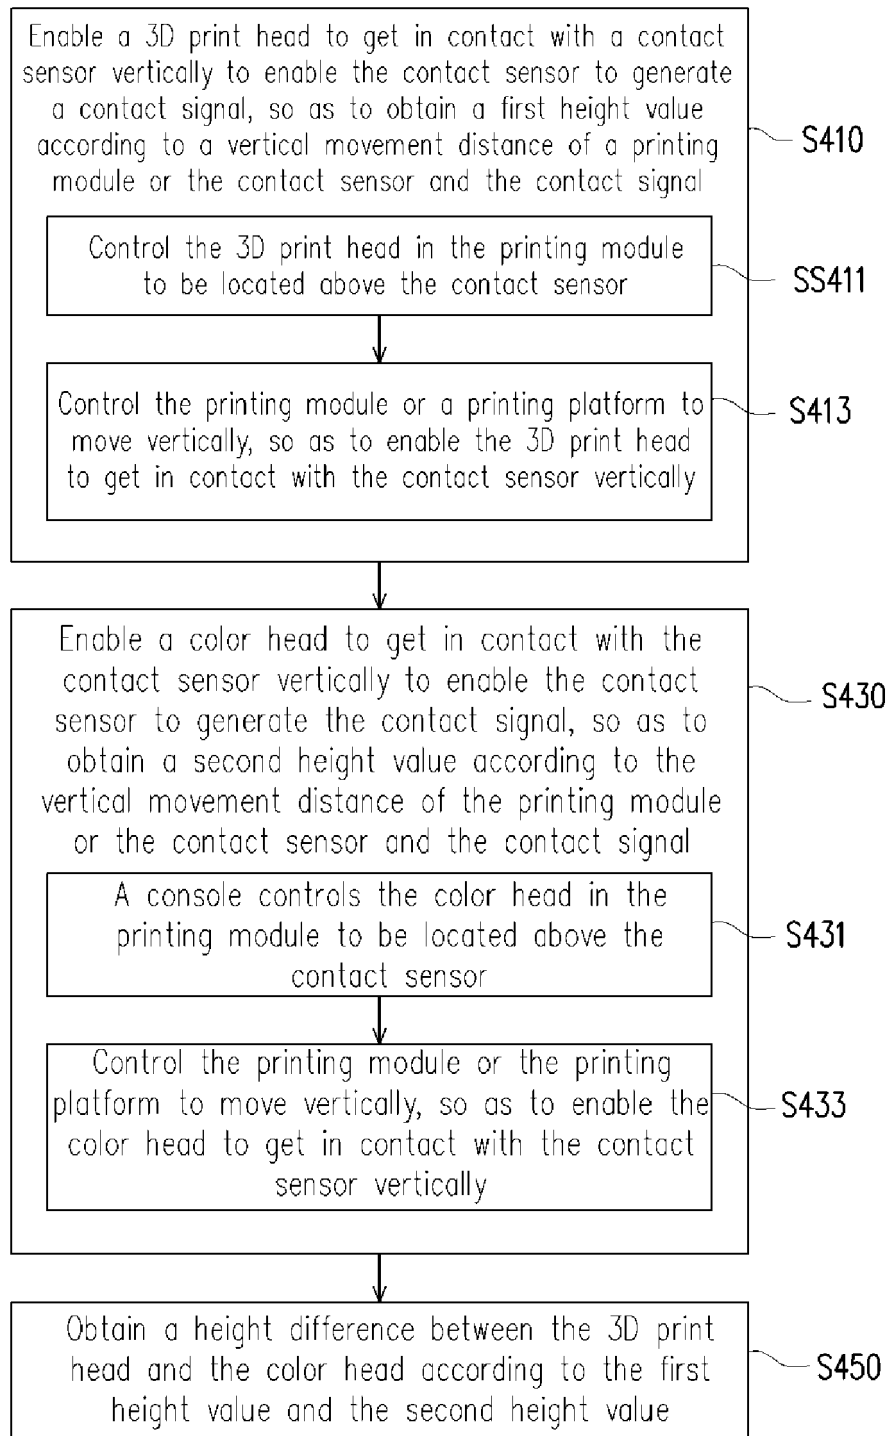 Enable a 3D print head to get in contact with a contact
sensor vertically to enable the contact sensor to generate
a contact signal, so as to obtain a first height value
according to a vertical movement distance of a printing
module or the contact sensor and the contact signal
S410
Control the 3D print head in the printing module
to be located above the contact sensor
SS411
Control the printing module or a printing platform to
move vertically, so as to enable the 3D print head
to get in contact with the contact sensor vertically
S413
Enable a color head to get in contact with the
contact sensor vertically to enable the contact
sensor to generate the contact signal, so as to
obtain a second height value according to the
vertical movement distance of the printing module
or the contact sensor and the contact signal
S430
A console controls the color head in the
printing module to be located above the
contact sensor
S431
Control the printing module or the printing
platform to move vertically, so as to enable the
color head to get in contact with the contact
sensor vertically
S433
Obtain a height difference between the 3D print
head and the color head according to the first
height value and the second height value
S450